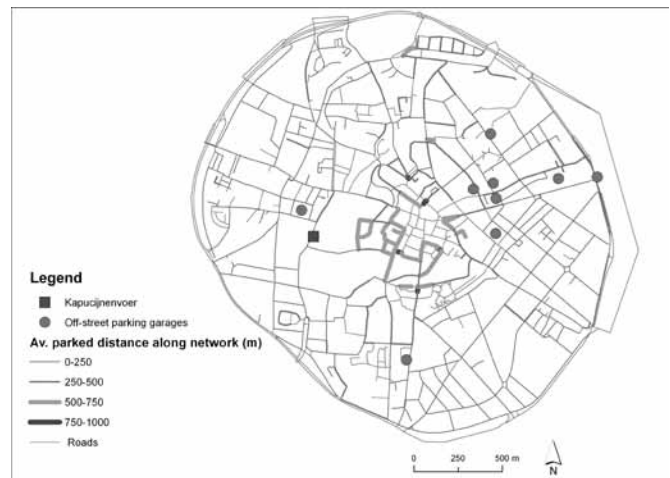 Legend
Kapucijnenvoer
Off-street parking garages
Av. parked distance along network (m)
0-250
250-500
500-750
750-1000
Roads
0 250 500 m
N